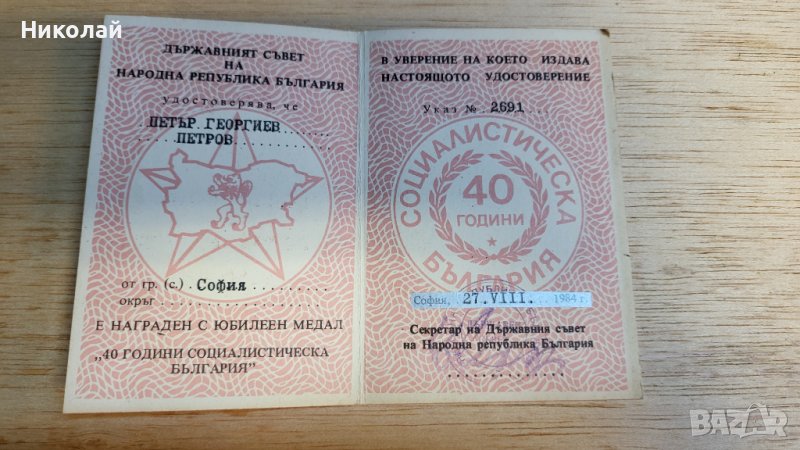 Николай
ДЪРЖАВНИЯТ СЪВЕТ
НА
НАРОДНА РЕПУБЛИКА БЪЛГАРИЯ
удостоверява, че
ПЕТЪР. ГЕОРГИЕВ
ПЕТРОВ
от гр. (с.) София
окръг
Е НАГРАДЕН С ЮБИЛЕЕН МЕДАЛ
„40 ГОДИНИ СОЦИАЛИСТИЧЕСКА
БЪЛГАРИЯ"
В УВЕРЕНИЕ НА КОЕТО ИЗДАВА
НАСТОЯЩОТО УДОСТОВЕРЕНИЕ
Указ № 2691
СОЦИАЛИСТИЧЕСКА
40
ГОДИНИ
БЪЛГАРИЯ
София, 27.VIII. 1984 г.
Секретар на Държавния съвет
на Народна република България
BAZAR